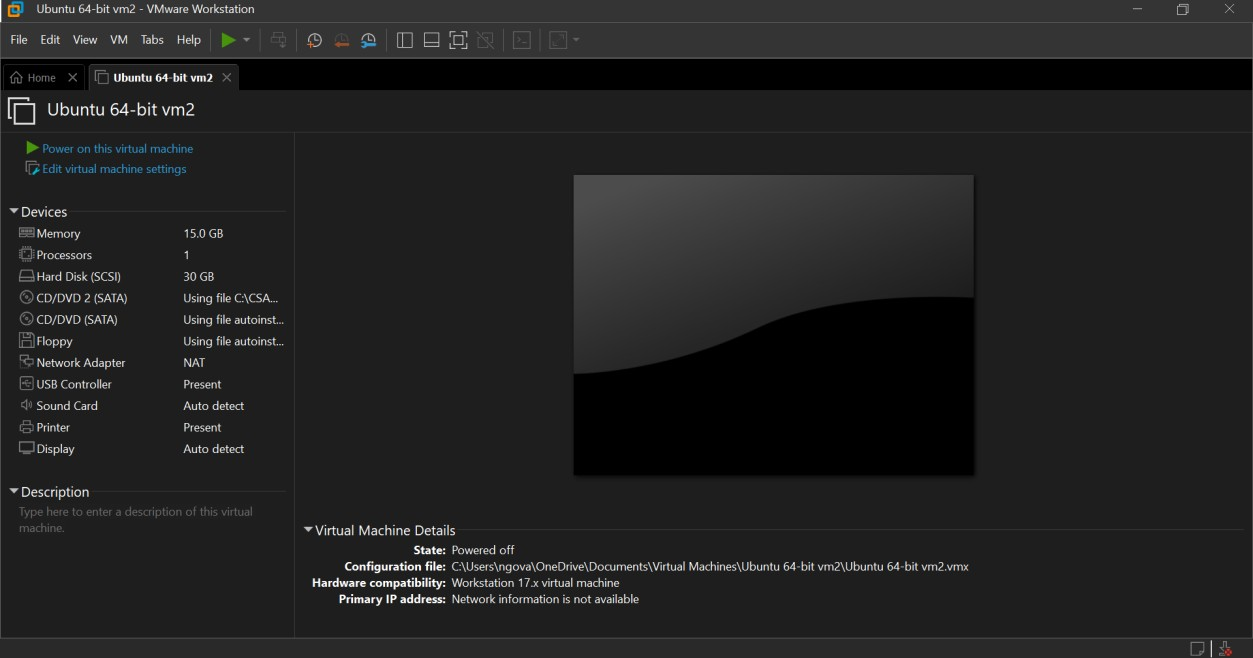 Ubuntu 64-bit vm2 - VMware Workstation
File Edit View VM Tabs Help
Home Ubuntu 64-bit vm2
Ubuntu 64-bit vm2
Power on this virtual machine
Edit virtual machine settings
Devices
Memory 15.0 GB
Processors 1
Hard Disk (SCSI) 30 GB
CD/DVD 2 (SATA) Using file C:\CSA...
CD/DVD (SATA) Using file autoinst...
Floppy Using file autoinst...
Network Adapter NAT
USB Controller Present
Sound Card Auto detect
Printer Present
Display Auto detect
Description
Type here to enter a description of this virtual
machine.
Virtual Machine Details
State: Powered off
Configuration file: C:\Users\ngova\OneDrive\Documents\Virtual Machines\Ubuntu 64-bit vm2\Ubuntu 64-bit vm2.vmx
Hardware compatibility: Workstation 17.x virtual machine
Primary IP address: Network information is not available